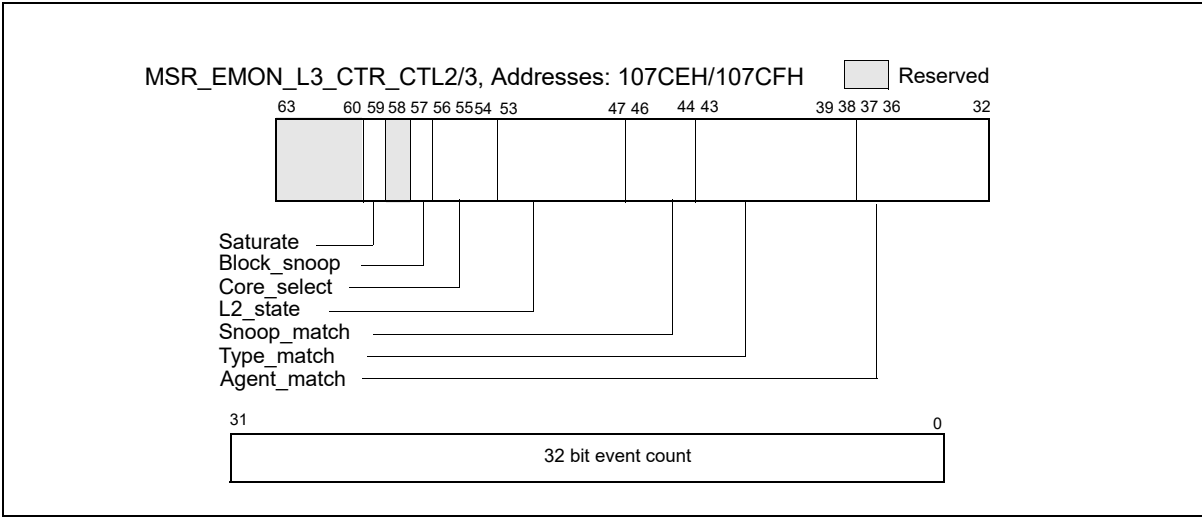 MSR_EMON_L3_CTR_CTL2/3, Addresses: 107CEH/107CFH Reserved
63 60 59 58 57 56 55 54 53 47 46 44 43 39 38 37 36 32
Saturate
Block_snoop
Core_select
L2_state
Snoop_match
Type_match
Agent_match
31 0
32 bit event count